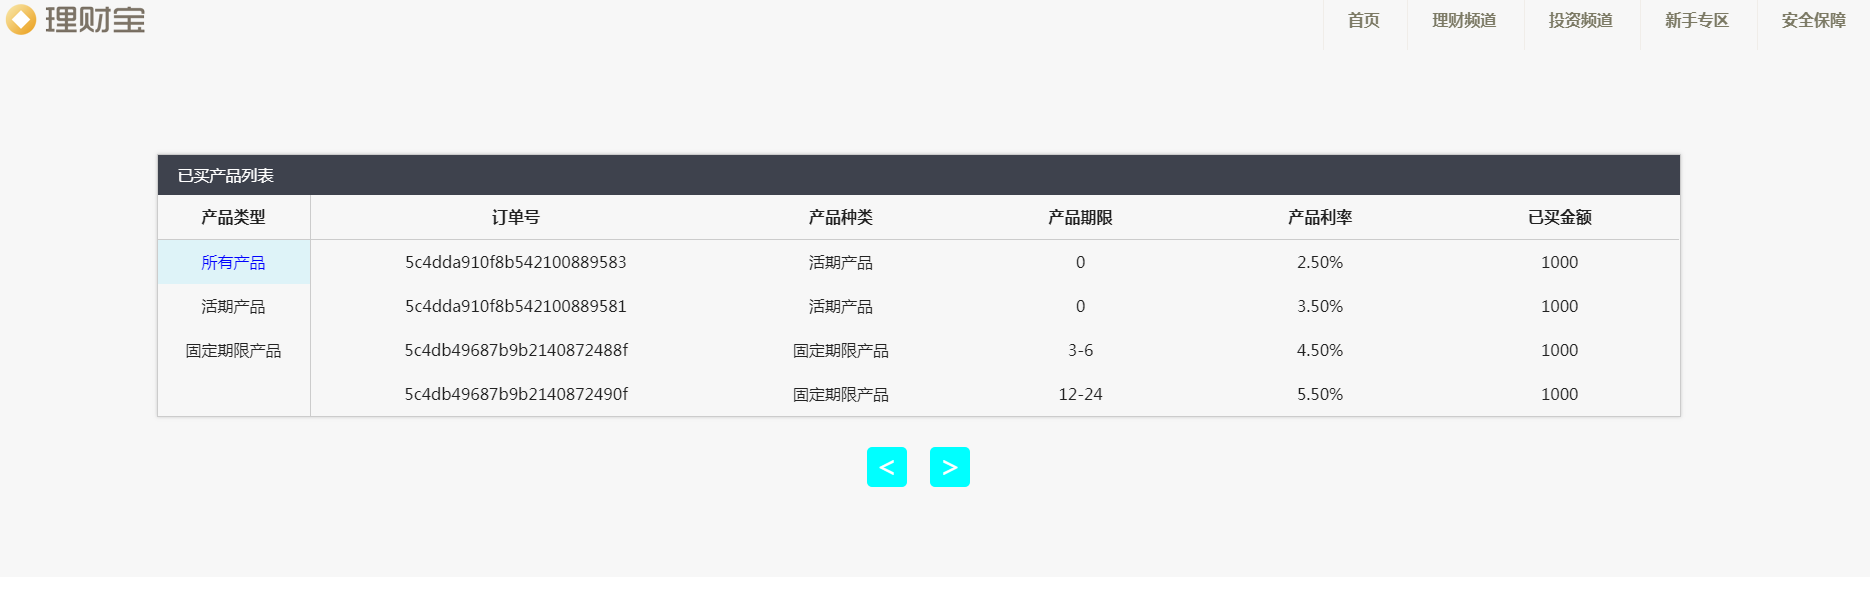 理财宝
首页 理财频道 投资频道 新手专区 安全保障
已买产品列表
产品类型 订单号 产品种类 产品期限 产品利率 已买金额
所有产品 5c4dda910f8b542100889583 活期产品 0 2.50% 1000
活期产品 5c4dda910f8b542100889581 活期产品 0 3.50% 1000
固定期限产品 5c4db49687b9b2140872488f 固定期限产品 3-6 4.50% 1000
5c4db49687b9b2140872490f 固定期限产品 12-24 5.50% 1000
< >